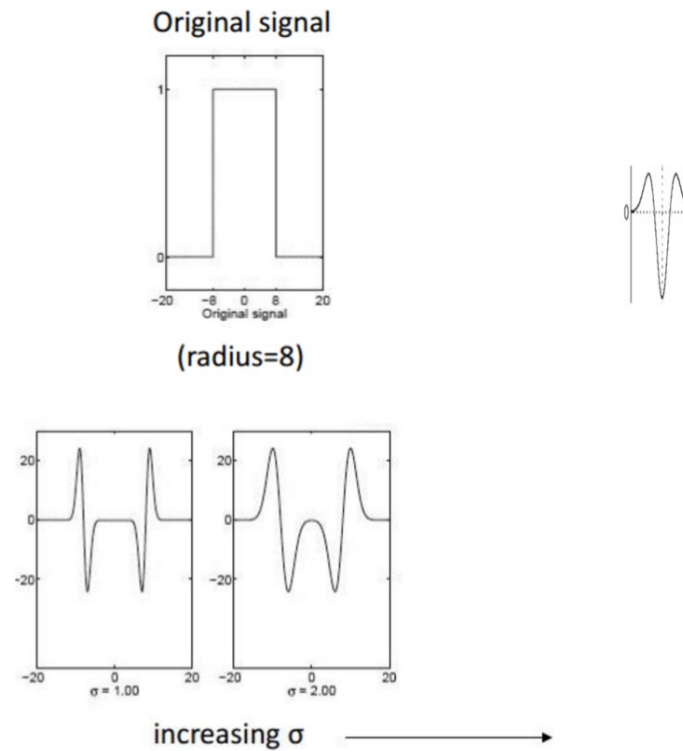 Original signal
1
0
0
−20 −8 0 8 20
Original signal
(radius=8)
20
0
−20
−20 0 20
σ = 1.00
20
0
−20
−20 0 20
σ = 2.00
increasing σ